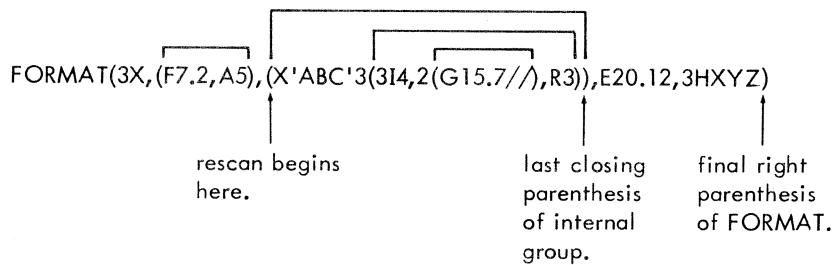 FORMAT(3X,(F7.2,A5),(X'ABC'3(3I4,2(G15.7//),R3)),E20.12,3HXYZ)
rescan begins
here.
last closing
parenthesis
of internal
group.
final right
parenthesis
of FORMAT.